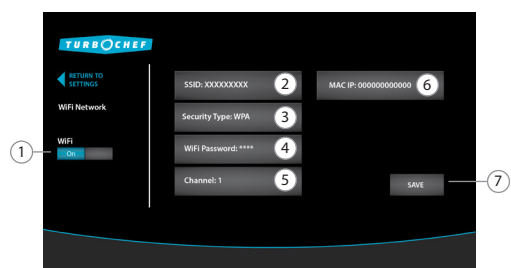 TURBOCHEF
RETURN TO
SETTINGS
WiFi Network
WiFi
On
1
SSID: XXXXXXXXX
2
Security Type: WPA
3
WiFi Password: ****
4
Channel: 1
5
MAC IP: 000000000000
6
SAVE
7